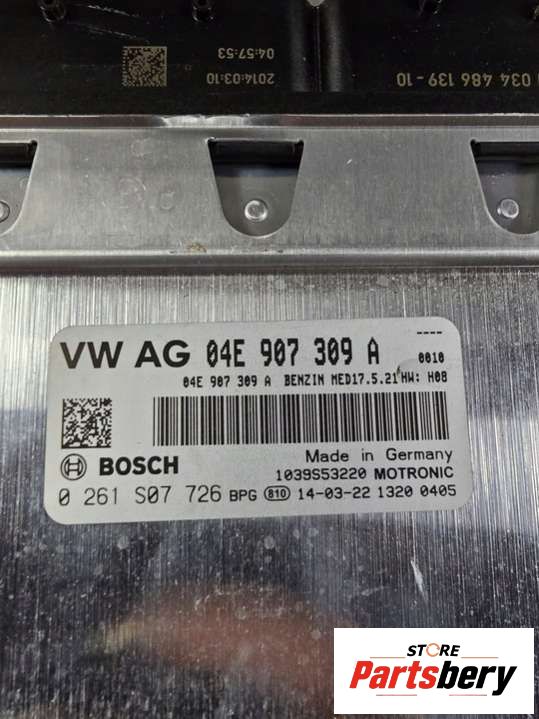 04:57:53
2014:03:10
034 486 139-10
----
VW AG 04E 907 309 A 0010
04E 907 309 A BENZIN MED17.5.21 HW: H08
BOSCH
Made in Germany
1039S53220 MOTRONIC
0 261 S07 726 BPG 810 14-03-22 1320 0405
STORE
Partsbery